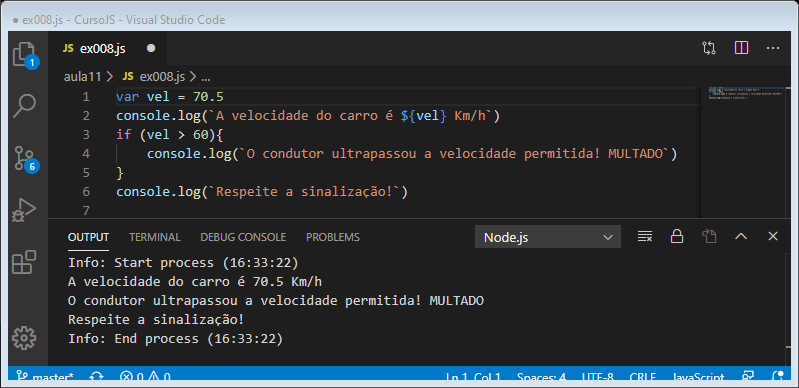 ● ex008.js - CursoJS - Visual Studio Code
JS ex008.js ●
aula11 > JS ex008.js > ...
1
6
1 var vel = 70.5
2 console.log(`A velocidade do carro é ${vel} Km/h`)
3 if (vel > 60){
4 console.log(`O condutor ultrapassou a velocidade permitida! MULTADO`)
5 }
6 console.log(`Respeite a sinalização!`)
7
OUTPUT TERMINAL DEBUG CONSOLE PROBLEMS Node.js
Info: Start process (16:33:22)
A velocidade do carro é 70.5 Km/h
O condutor ultrapassou a velocidade permitida! MULTADO
Respeite a sinalização!
Info: End process (16:33:22)
master* 0 0 Ln 1, Col 1 Spaces: 4 UTF-8 CRLF JavaScript